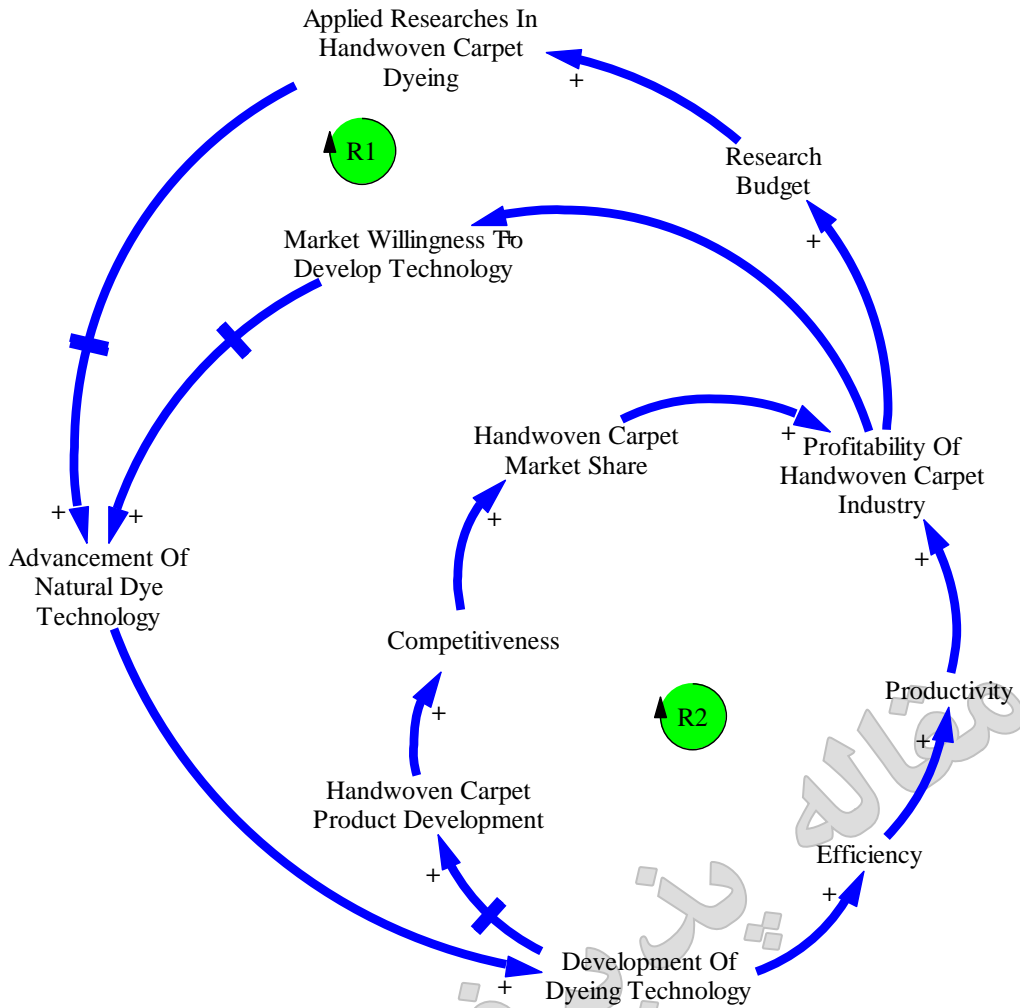 Applied Researches In
Handwoven Carpet
Dyeing
+
R1
Research
Budget
+
Market Willingness To
Develop Technology
+
Handwoven Carpet
Market Share
+
Profitability Of
Handwoven Carpet
Industry
+
+
+
Advancement Of
Natural Dye
Technology
+
Competitiveness
+
R2
Productivity
+
Handwoven Carpet
Product Development
+
Efficiency
+
Development Of
Dyeing Technology
+
مقاله